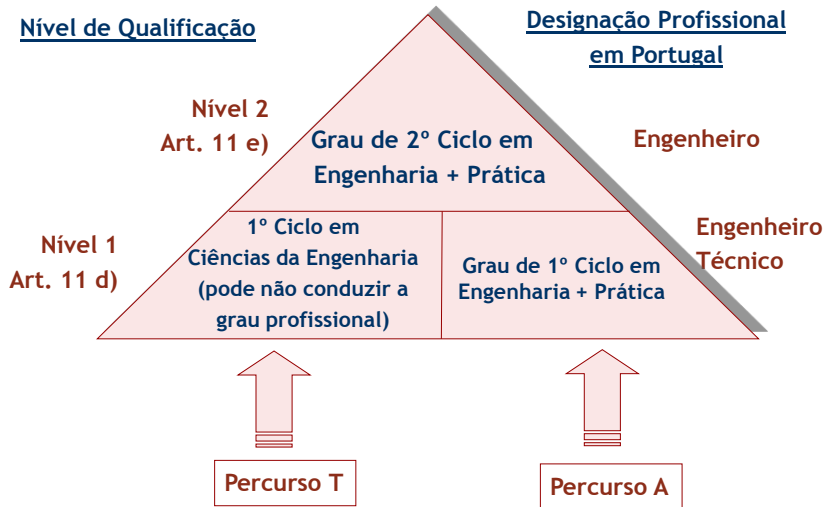 Nível de Qualificação
Designação Profissional
em Portugal
Nível 2
Art. 11 e)
Grau de 2º Ciclo em
Engenharia + Prática
Engenheiro
Nível 1
Art. 11 d)
1º Ciclo em
Ciências da Engenharia
(pode não conduzir a
grau profissional)
Grau de 1º Ciclo em
Engenharia + Prática
Engenheiro
Técnico
Percurso T
Percurso A